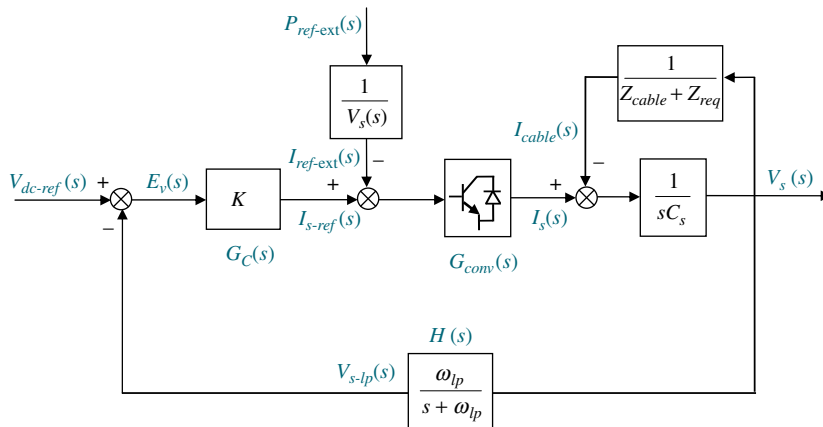 P_ref-ext(s)
1
V_s(s)
1
Z_cable + Z_req
I_cable(s)
I_ref-ext(s)
−
−
V_dc-ref(s)
+
E_v(s)
K
+
I_s-ref(s)
+
I_s(s)
1
sC_s
V_s(s)
−
G_C(s)
G_conv(s)
H(s)
V_s-lp(s)
ω_lp
s + ω_lp